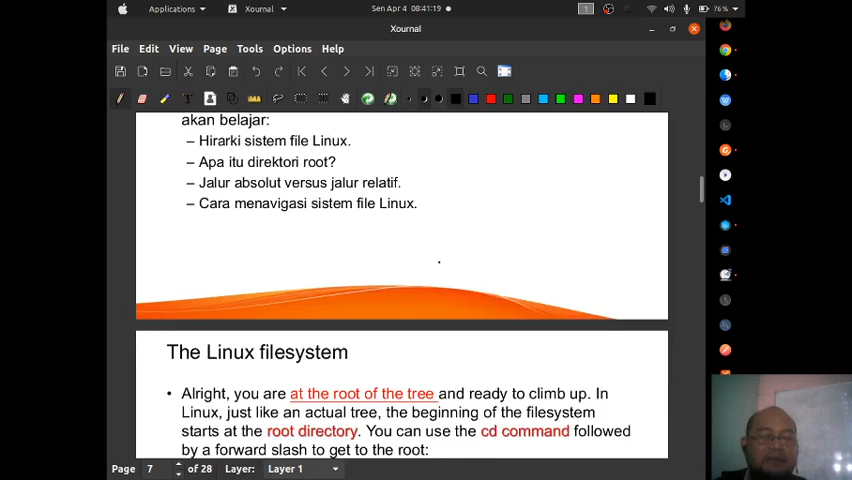 Applications
Xournal
Sen Apr 4 08:41:19
1
76 %
Xournal
File Edit View Page Tools Options Help
akan belajar:
– Hirarki sistem file Linux.
– Apa itu direktori root?
– Jalur absolut versus jalur relatif.
– Cara menavigasi sistem file Linux.
The Linux filesystem
• Alright, you are at the root of the tree and ready to climb up. In
Linux, just like an actual tree, the beginning of the filesystem
starts at the root directory. You can use the cd command followed
by a forward slash to get to the root:
Page 7 of 28 Layer: Layer 1